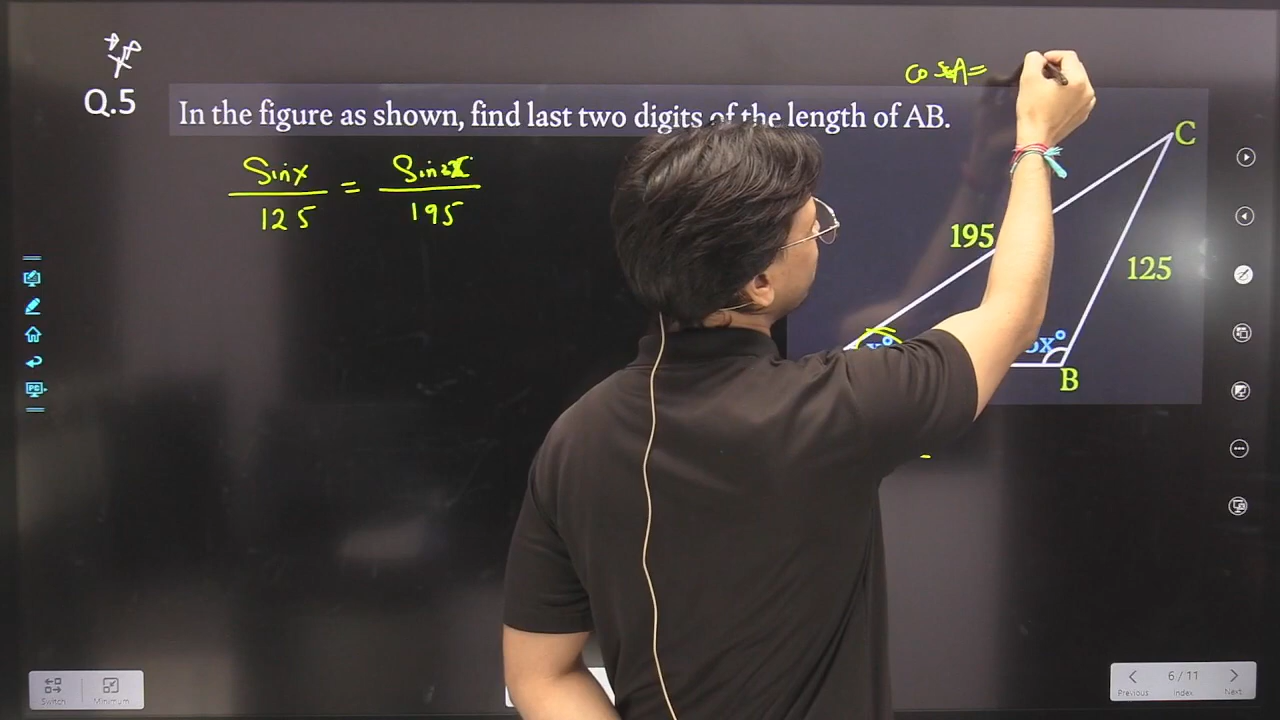 cosA=
Q.5
In the figure as shown, find last two digits of the length of AB.
Sinx = Sin2x
125 195
C
195
125
x°
x°
B
6 / 11
Switch
Minimum
Previous
Index
Next